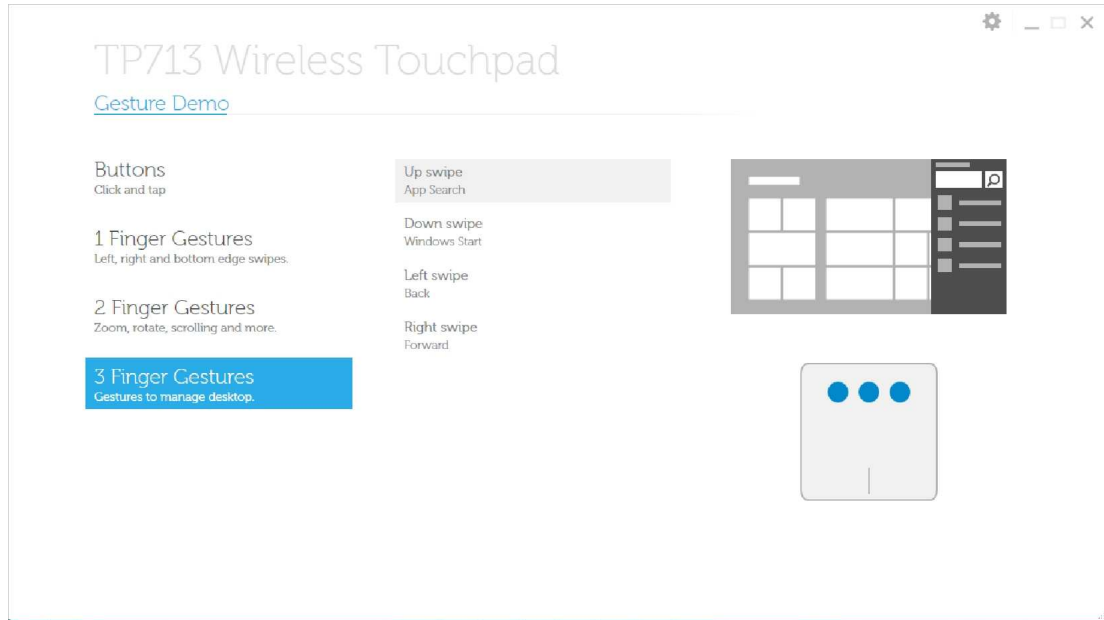 TP713 Wireless Touchpad
Gesture Demo
Buttons
Click and tap
1 Finger Gestures
Left, right and bottom edge swipes.
2 Finger Gestures
Zoom, rotate, scrolling and more.
3 Finger Gestures
Gestures to manage desktop.
Up swipe
App Search
Down swipe
Windows Start
Left swipe
Back
Right swipe
Forward